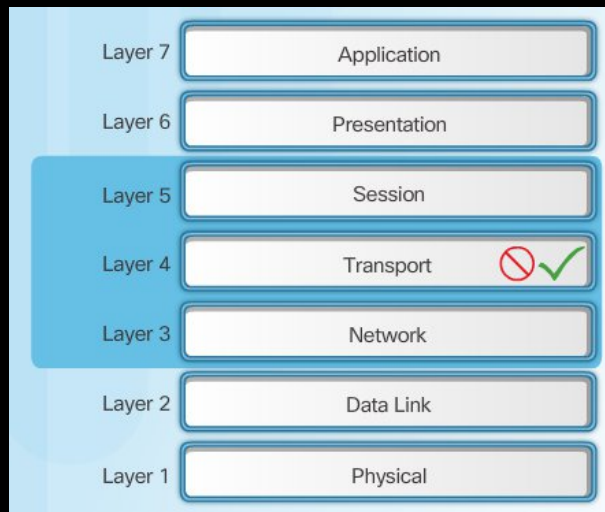 Layer 7 Application
Layer 6 Presentation
Layer 5 Session
Layer 4 Transport
Layer 3 Network
Layer 2 Data Link
Layer 1 Physical